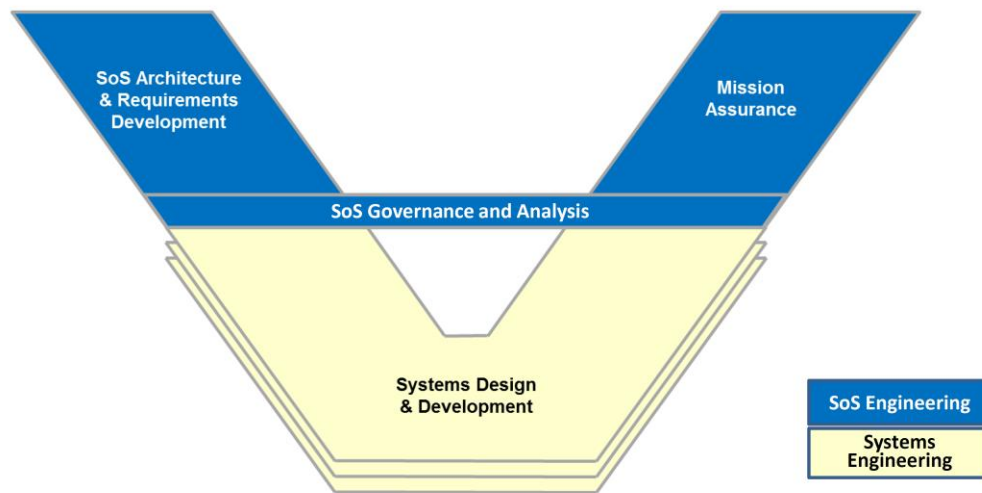 SoS Architecture
& Requirements
Development
Mission
Assurance
SoS Governance and Analysis
Systems Design
& Development
SoS Engineering
Systems
Engineering